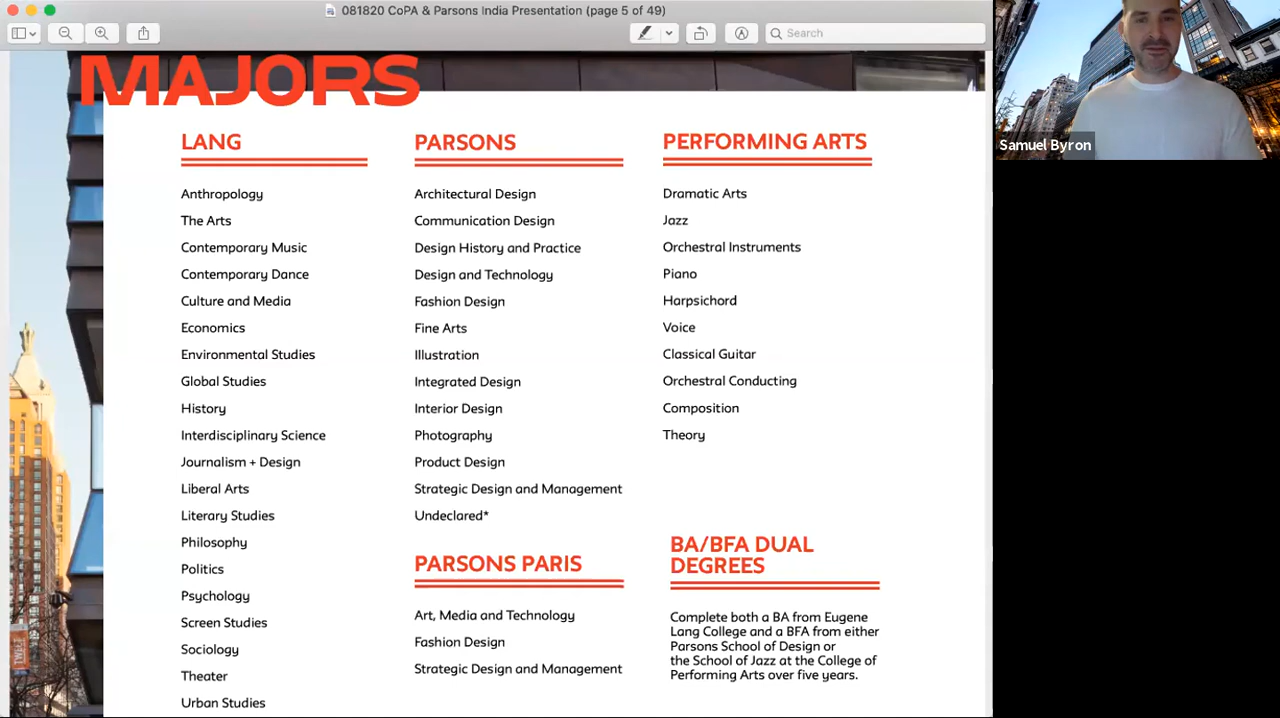 081820 CoPA & Parsons India Presentation (page 5 of 49)
Search
MAJORS
LANG
Anthropology
The Arts
Contemporary Music
Contemporary Dance
Culture and Media
Economics
Environmental Studies
Global Studies
History
Interdisciplinary Science
Journalism + Design
Liberal Arts
Literary Studies
Philosophy
Politics
Psychology
Screen Studies
Sociology
Theater
Urban Studies
PARSONS
Architectural Design
Communication Design
Design History and Practice
Design and Technology
Fashion Design
Fine Arts
Illustration
Integrated Design
Interior Design
Photography
Product Design
Strategic Design and Management
Undeclared*
PARSONS PARIS
Art, Media and Technology
Fashion Design
Strategic Design and Management
PERFORMING ARTS
Dramatic Arts
Jazz
Orchestral Instruments
Piano
Harpsichord
Voice
Classical Guitar
Orchestral Conducting
Composition
Theory
BA/BFA DUAL
DEGREES
Complete both a BA from Eugene
Lang College and a BFA from either
Parsons School of Design or
the School of Jazz at the College of
Performing Arts over five years.
Samuel Byron